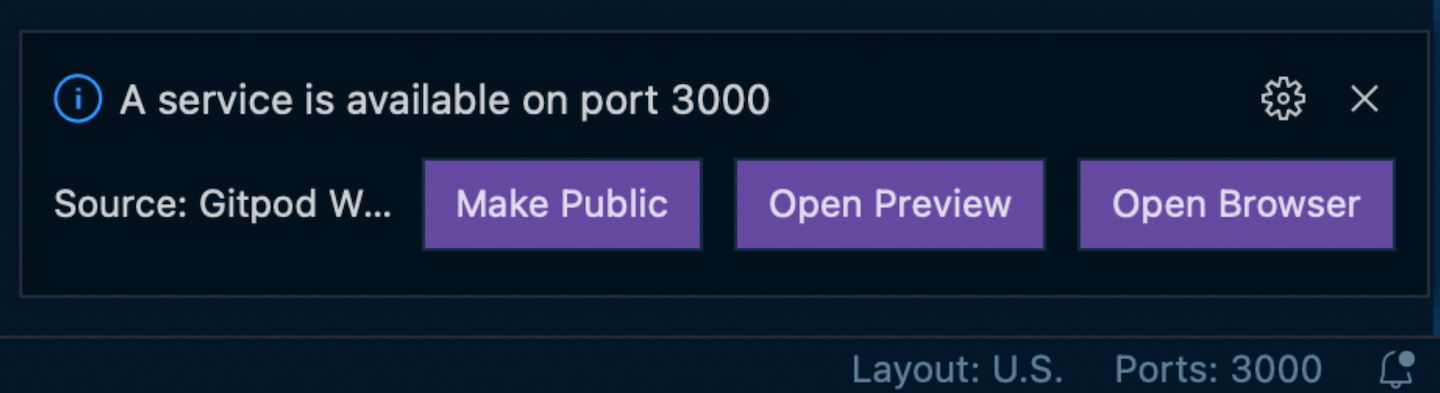 A service is available on port 3000
Source: Gitpod W... Make Public Open Preview Open Browser
Layout: U.S. Ports: 3000